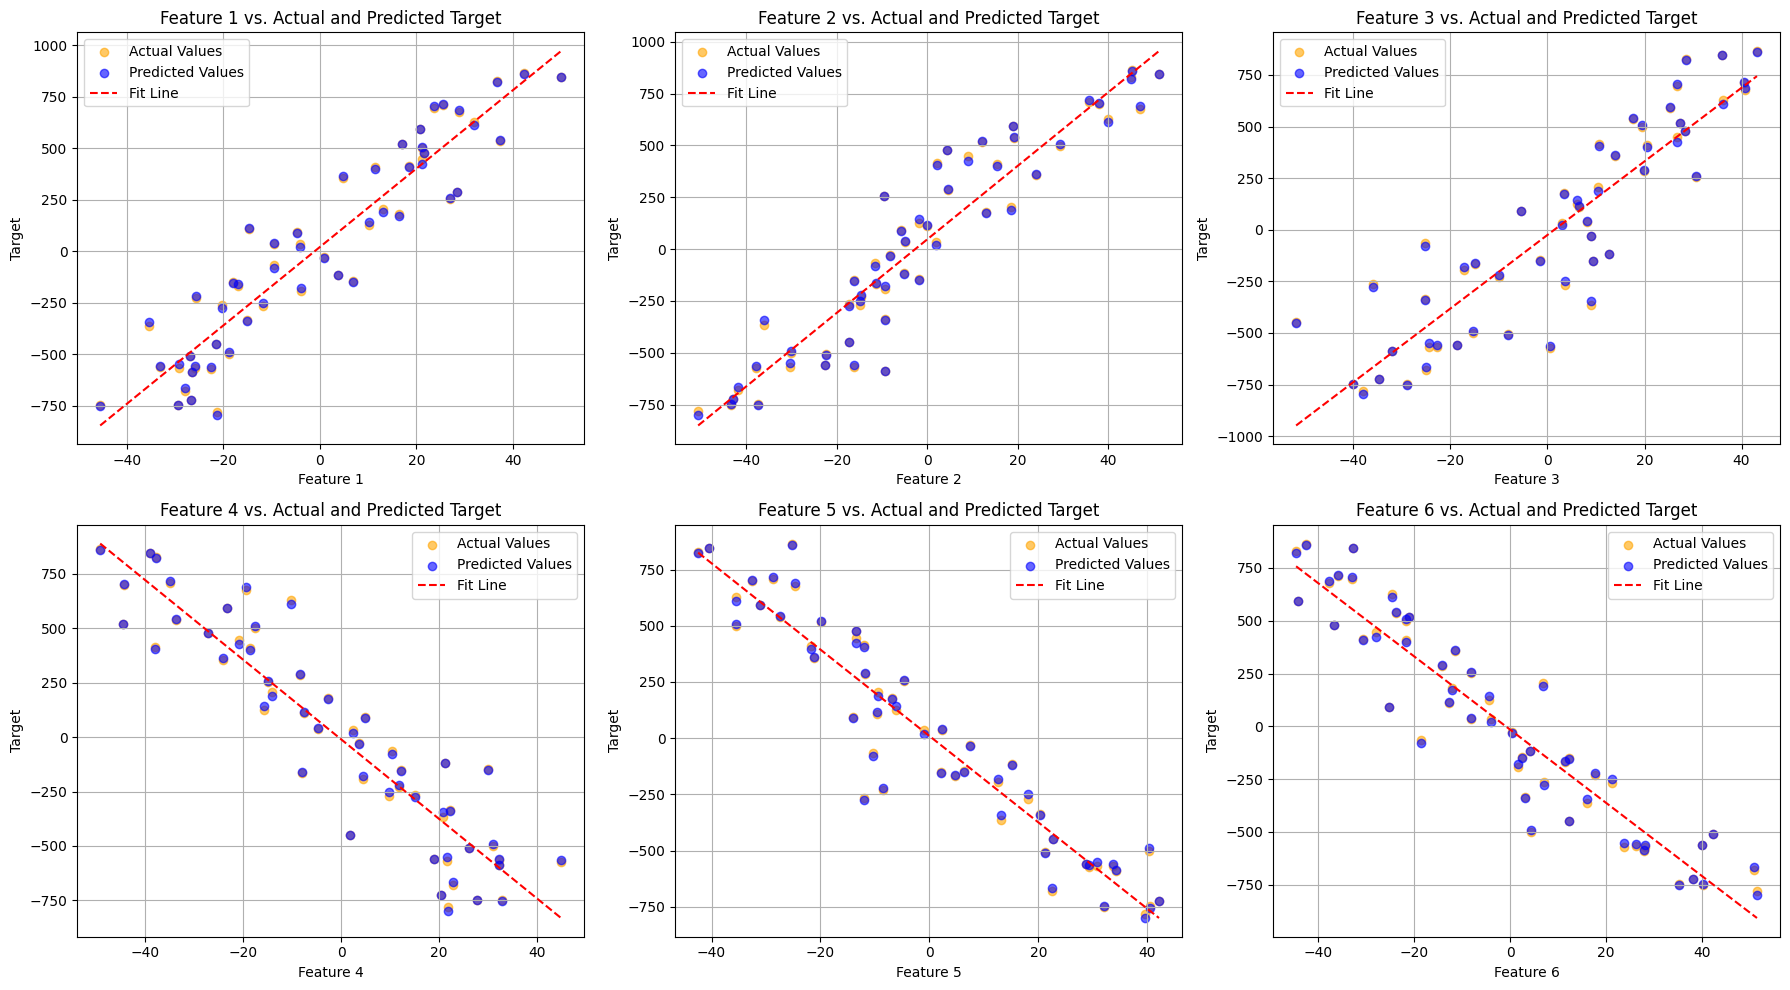 Feature 1 vs. Actual and Predicted Target
Actual Values
Predicted Values
Fit Line
1000
750
500
250
0
−250
−500
−750
Target
−40 −20 0 20 40
Feature 1
Feature 2 vs. Actual and Predicted Target
Actual Values
Predicted Values
Fit Line
1000
750
500
250
0
−250
−500
−750
Target
−40 −20 0 20 40
Feature 2
Feature 3 vs. Actual and Predicted Target
Actual Values
Predicted Values
Fit Line
750
500
250
0
−250
−500
−750
−1000
Target
−40 −20 0 20 40
Feature 3
Feature 4 vs. Actual and Predicted Target
Actual Values
Predicted Values
Fit Line
750
500
250
0
−250
−500
−750
Target
−40 −20 0 20 40
Feature 4
Feature 5 vs. Actual and Predicted Target
Actual Values
Predicted Values
Fit Line
750
500
250
0
−250
−500
−750
Target
−40 −20 0 20 40
Feature 5
Feature 6 vs. Actual and Predicted Target
Actual Values
Predicted Values
Fit Line
750
500
250
0
−250
−500
−750
Target
−40 −20 0 20 40
Feature 6